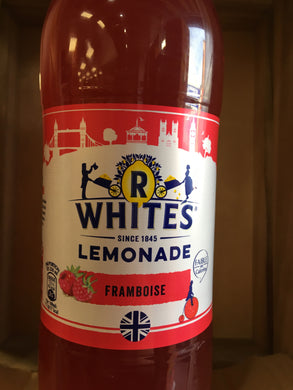 R
WHITES
SINCE 1845
LEMONADE
FRAMBOISE